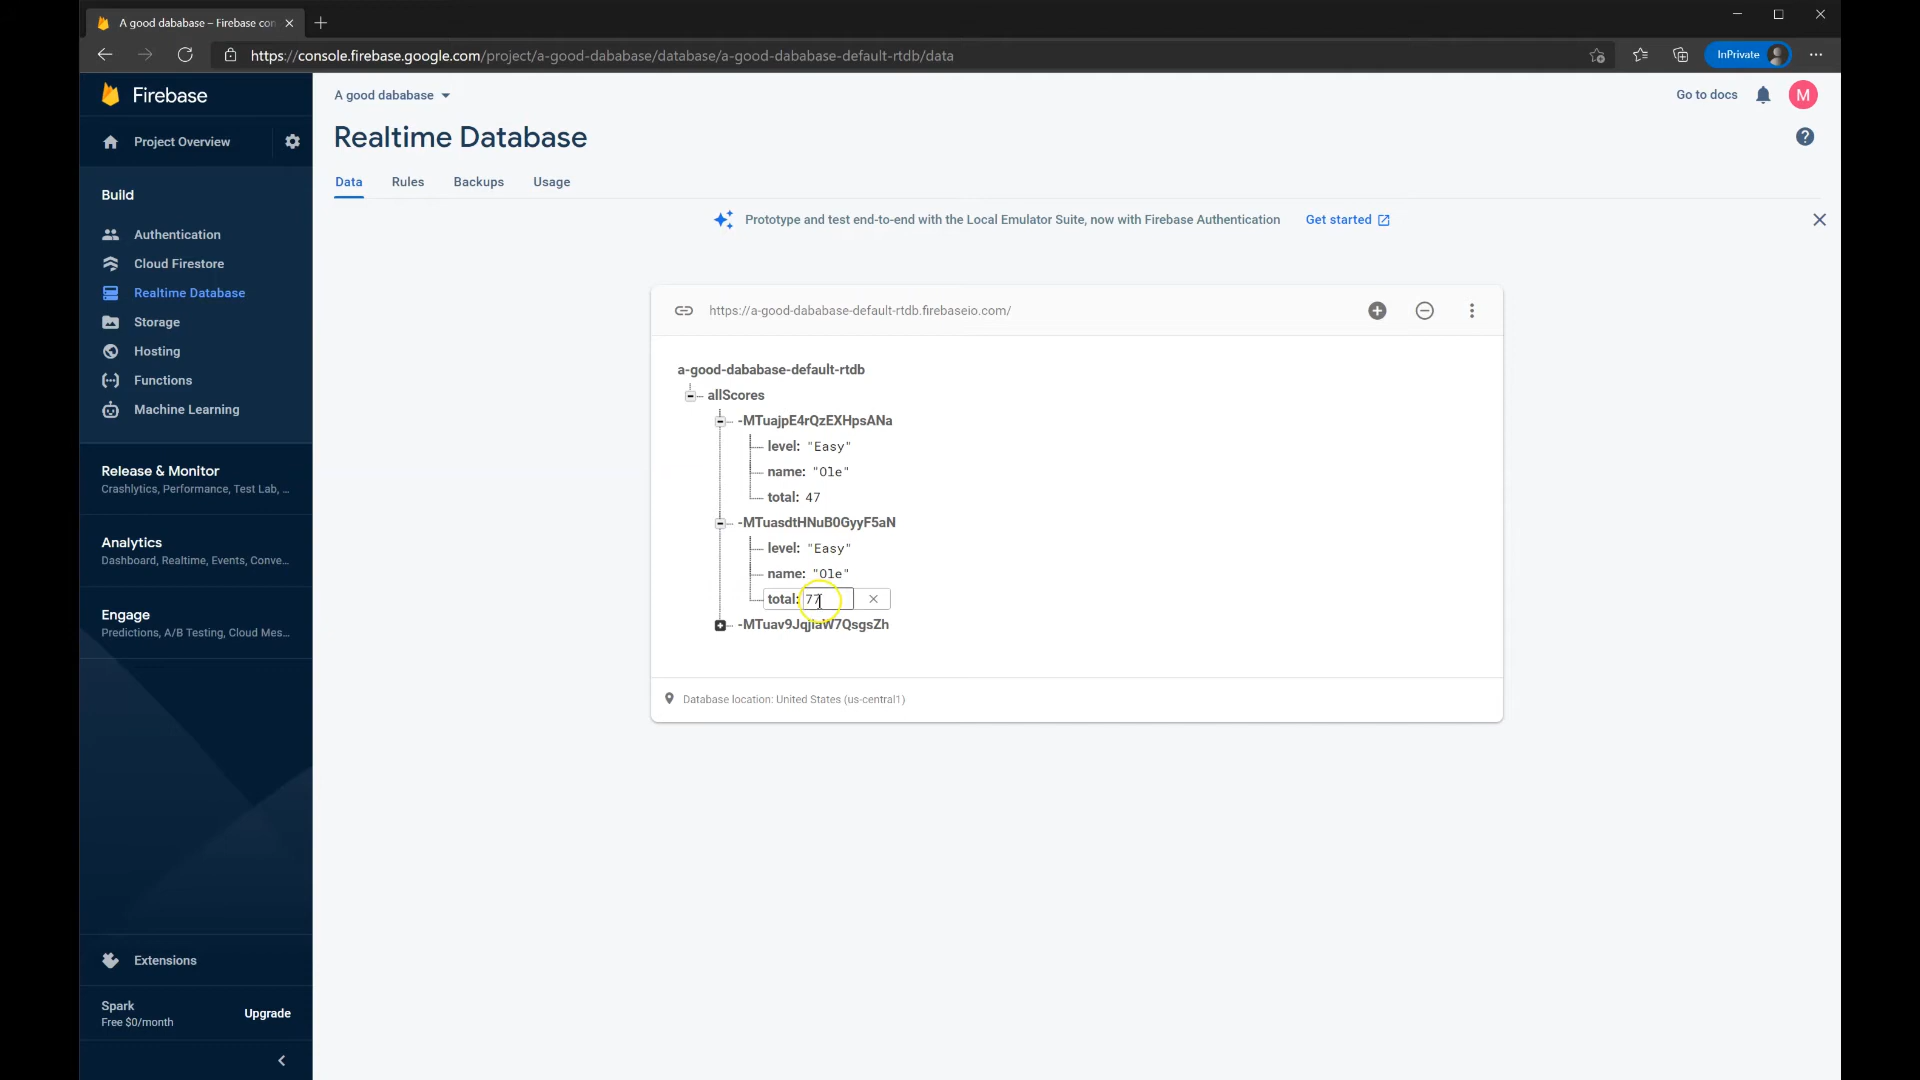 A good dababase – Firebase con
https://console.firebase.google.com/project/a-good-dababase/database/a-good-dababase-default-rtdb/data
InPrivate
Firebase
A good dababase
Go to docs
M
Project Overview
Realtime Database
?
Data
Rules
Backups
Usage
Build
Prototype and test end-to-end with the Local Emulator Suite, now with Firebase Authentication
Get started
Authentication
Cloud Firestore
Realtime Database
Storage
Hosting
Functions
Machine Learning
Release & Monitor
Crashlytics, Performance, Test Lab, ...
Analytics
Dashboard, Realtime, Events, Conve...
Engage
Predictions, A/B Testing, Cloud Mes...
Extensions
Spark
Free $0/month
Upgrade
https://a-good-dababase-default-rtdb.firebaseio.com/
a-good-dababase-default-rtdb
allScores
-MTuajpE4rQzEXHpsANa
level: "Easy"
name: "Ole"
total: 47
-MTuasdtHNuB0GyyF5aN
level: "Easy"
name: "Ole"
total: 77
-MTuav9JqjIaW7QsgsZh
Database location: United States (us-central1)